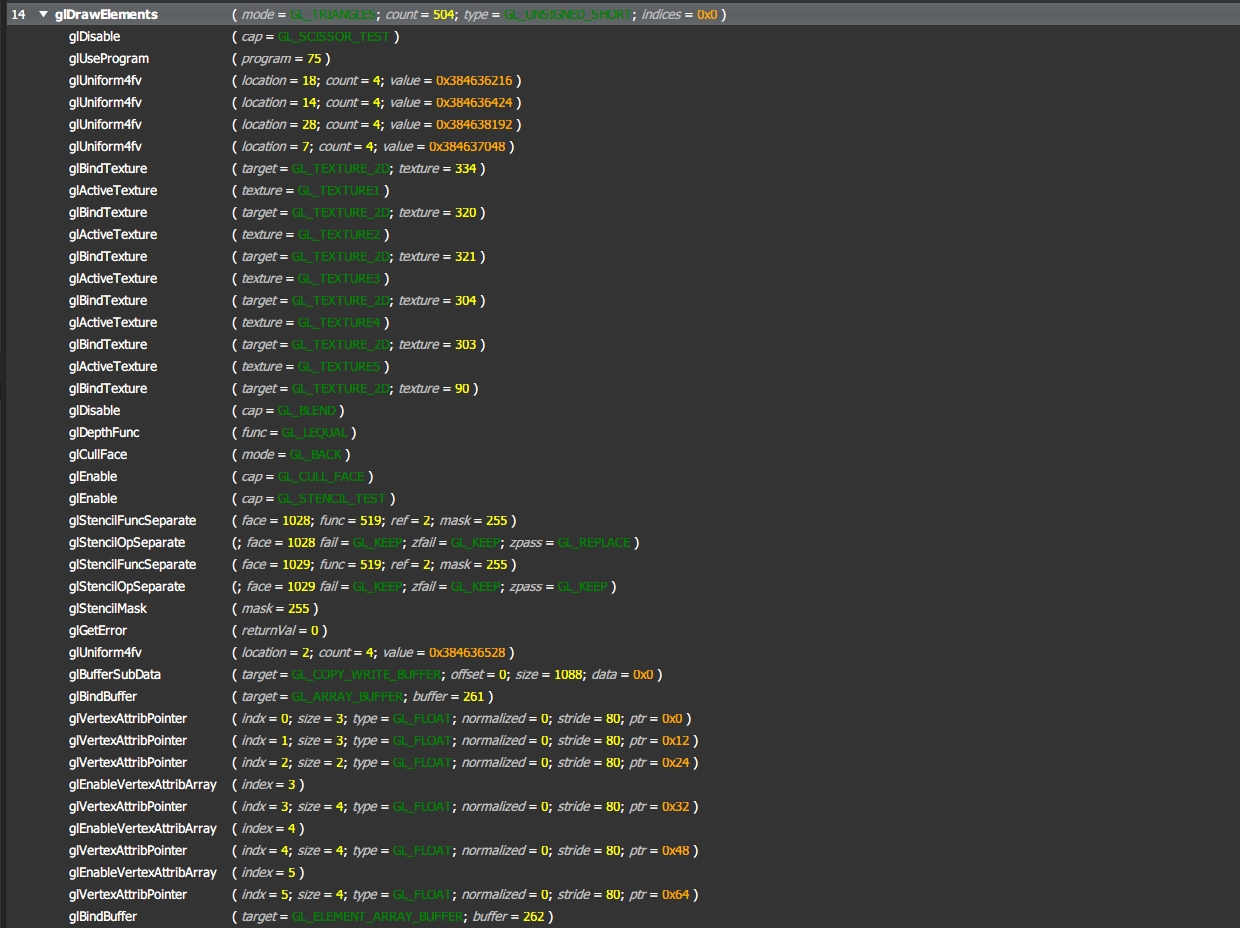 14 ▼ glDrawElements ( mode = GL_TRIANGLES; count = 504; type = GL_UNSIGNED_SHORT; indices = 0x0 )
glDisable ( cap = GL_SCISSOR_TEST )
glUseProgram ( program = 75 )
glUniform4fv ( location = 18; count = 4; value = 0x384636216 )
glUniform4fv ( location = 14; count = 4; value = 0x384636424 )
glUniform4fv ( location = 28; count = 4; value = 0x384638192 )
glUniform4fv ( location = 7; count = 4; value = 0x384637048 )
glBindTexture ( target = GL_TEXTURE_2D; texture = 334 )
glActiveTexture ( texture = GL_TEXTURE1 )
glBindTexture ( target = GL_TEXTURE_2D; texture = 320 )
glActiveTexture ( texture = GL_TEXTURE2 )
glBindTexture ( target = GL_TEXTURE_2D; texture = 321 )
glActiveTexture ( texture = GL_TEXTURE3 )
glBindTexture ( target = GL_TEXTURE_2D; texture = 304 )
glActiveTexture ( texture = GL_TEXTURE4 )
glBindTexture ( target = GL_TEXTURE_2D; texture = 303 )
glActiveTexture ( texture = GL_TEXTURE5 )
glBindTexture ( target = GL_TEXTURE_2D; texture = 90 )
glDisable ( cap = GL_BLEND )
glDepthFunc ( func = GL_LEQUAL )
glCullFace ( mode = GL_BACK )
glEnable ( cap = GL_CULL_FACE )
glEnable ( cap = GL_STENCIL_TEST )
glStencilFuncSeparate ( face = 1028; func = 519; ref = 2; mask = 255 )
glStencilOpSeparate (; face = 1028 fail = GL_KEEP; zfail = GL_KEEP; zpass = GL_REPLACE )
glStencilFuncSeparate ( face = 1029; func = 519; ref = 2; mask = 255 )
glStencilOpSeparate (; face = 1029 fail = GL_KEEP; zfail = GL_KEEP; zpass = GL_KEEP )
glStencilMask ( mask = 255 )
glGetError ( returnVal = 0 )
glUniform4fv ( location = 2; count = 4; value = 0x384636528 )
glBufferSubData ( target = GL_COPY_WRITE_BUFFER; offset = 0; size = 1088; data = 0x0 )
glBindBuffer ( target = GL_ARRAY_BUFFER; buffer = 261 )
glVertexAttribPointer ( indx = 0; size = 3; type = GL_FLOAT; normalized = 0; stride = 80; ptr = 0x0 )
glVertexAttribPointer ( indx = 1; size = 3; type = GL_FLOAT; normalized = 0; stride = 80; ptr = 0x12 )
glVertexAttribPointer ( indx = 2; size = 2; type = GL_FLOAT; normalized = 0; stride = 80; ptr = 0x24 )
glEnableVertexAttribArray ( index = 3 )
glVertexAttribPointer ( indx = 3; size = 4; type = GL_FLOAT; normalized = 0; stride = 80; ptr = 0x32 )
glEnableVertexAttribArray ( index = 4 )
glVertexAttribPointer ( indx = 4; size = 4; type = GL_FLOAT; normalized = 0; stride = 80; ptr = 0x48 )
glEnableVertexAttribArray ( index = 5 )
glVertexAttribPointer ( indx = 5; size = 4; type = GL_FLOAT; normalized = 0; stride = 80; ptr = 0x64 )
glBindBuffer ( target = GL_ELEMENT_ARRAY_BUFFER; buffer = 262 )